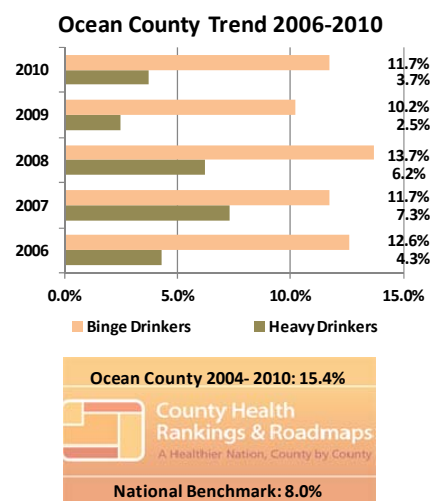 Ocean County Trend 2006-2010
2010 11.7%
3.7%
2009 10.2%
2.5%
2008 13.7%
6.2%
2007 11.7%
7.3%
2006 12.6%
4.3%
0.0% 5.0% 10.0% 15.0%
Binge Drinkers Heavy Drinkers
Ocean County 2004- 2010: 15.4%
County Health
Rankings & Roadmaps
A Healthier Nation, County by County
National Benchmark: 8.0%